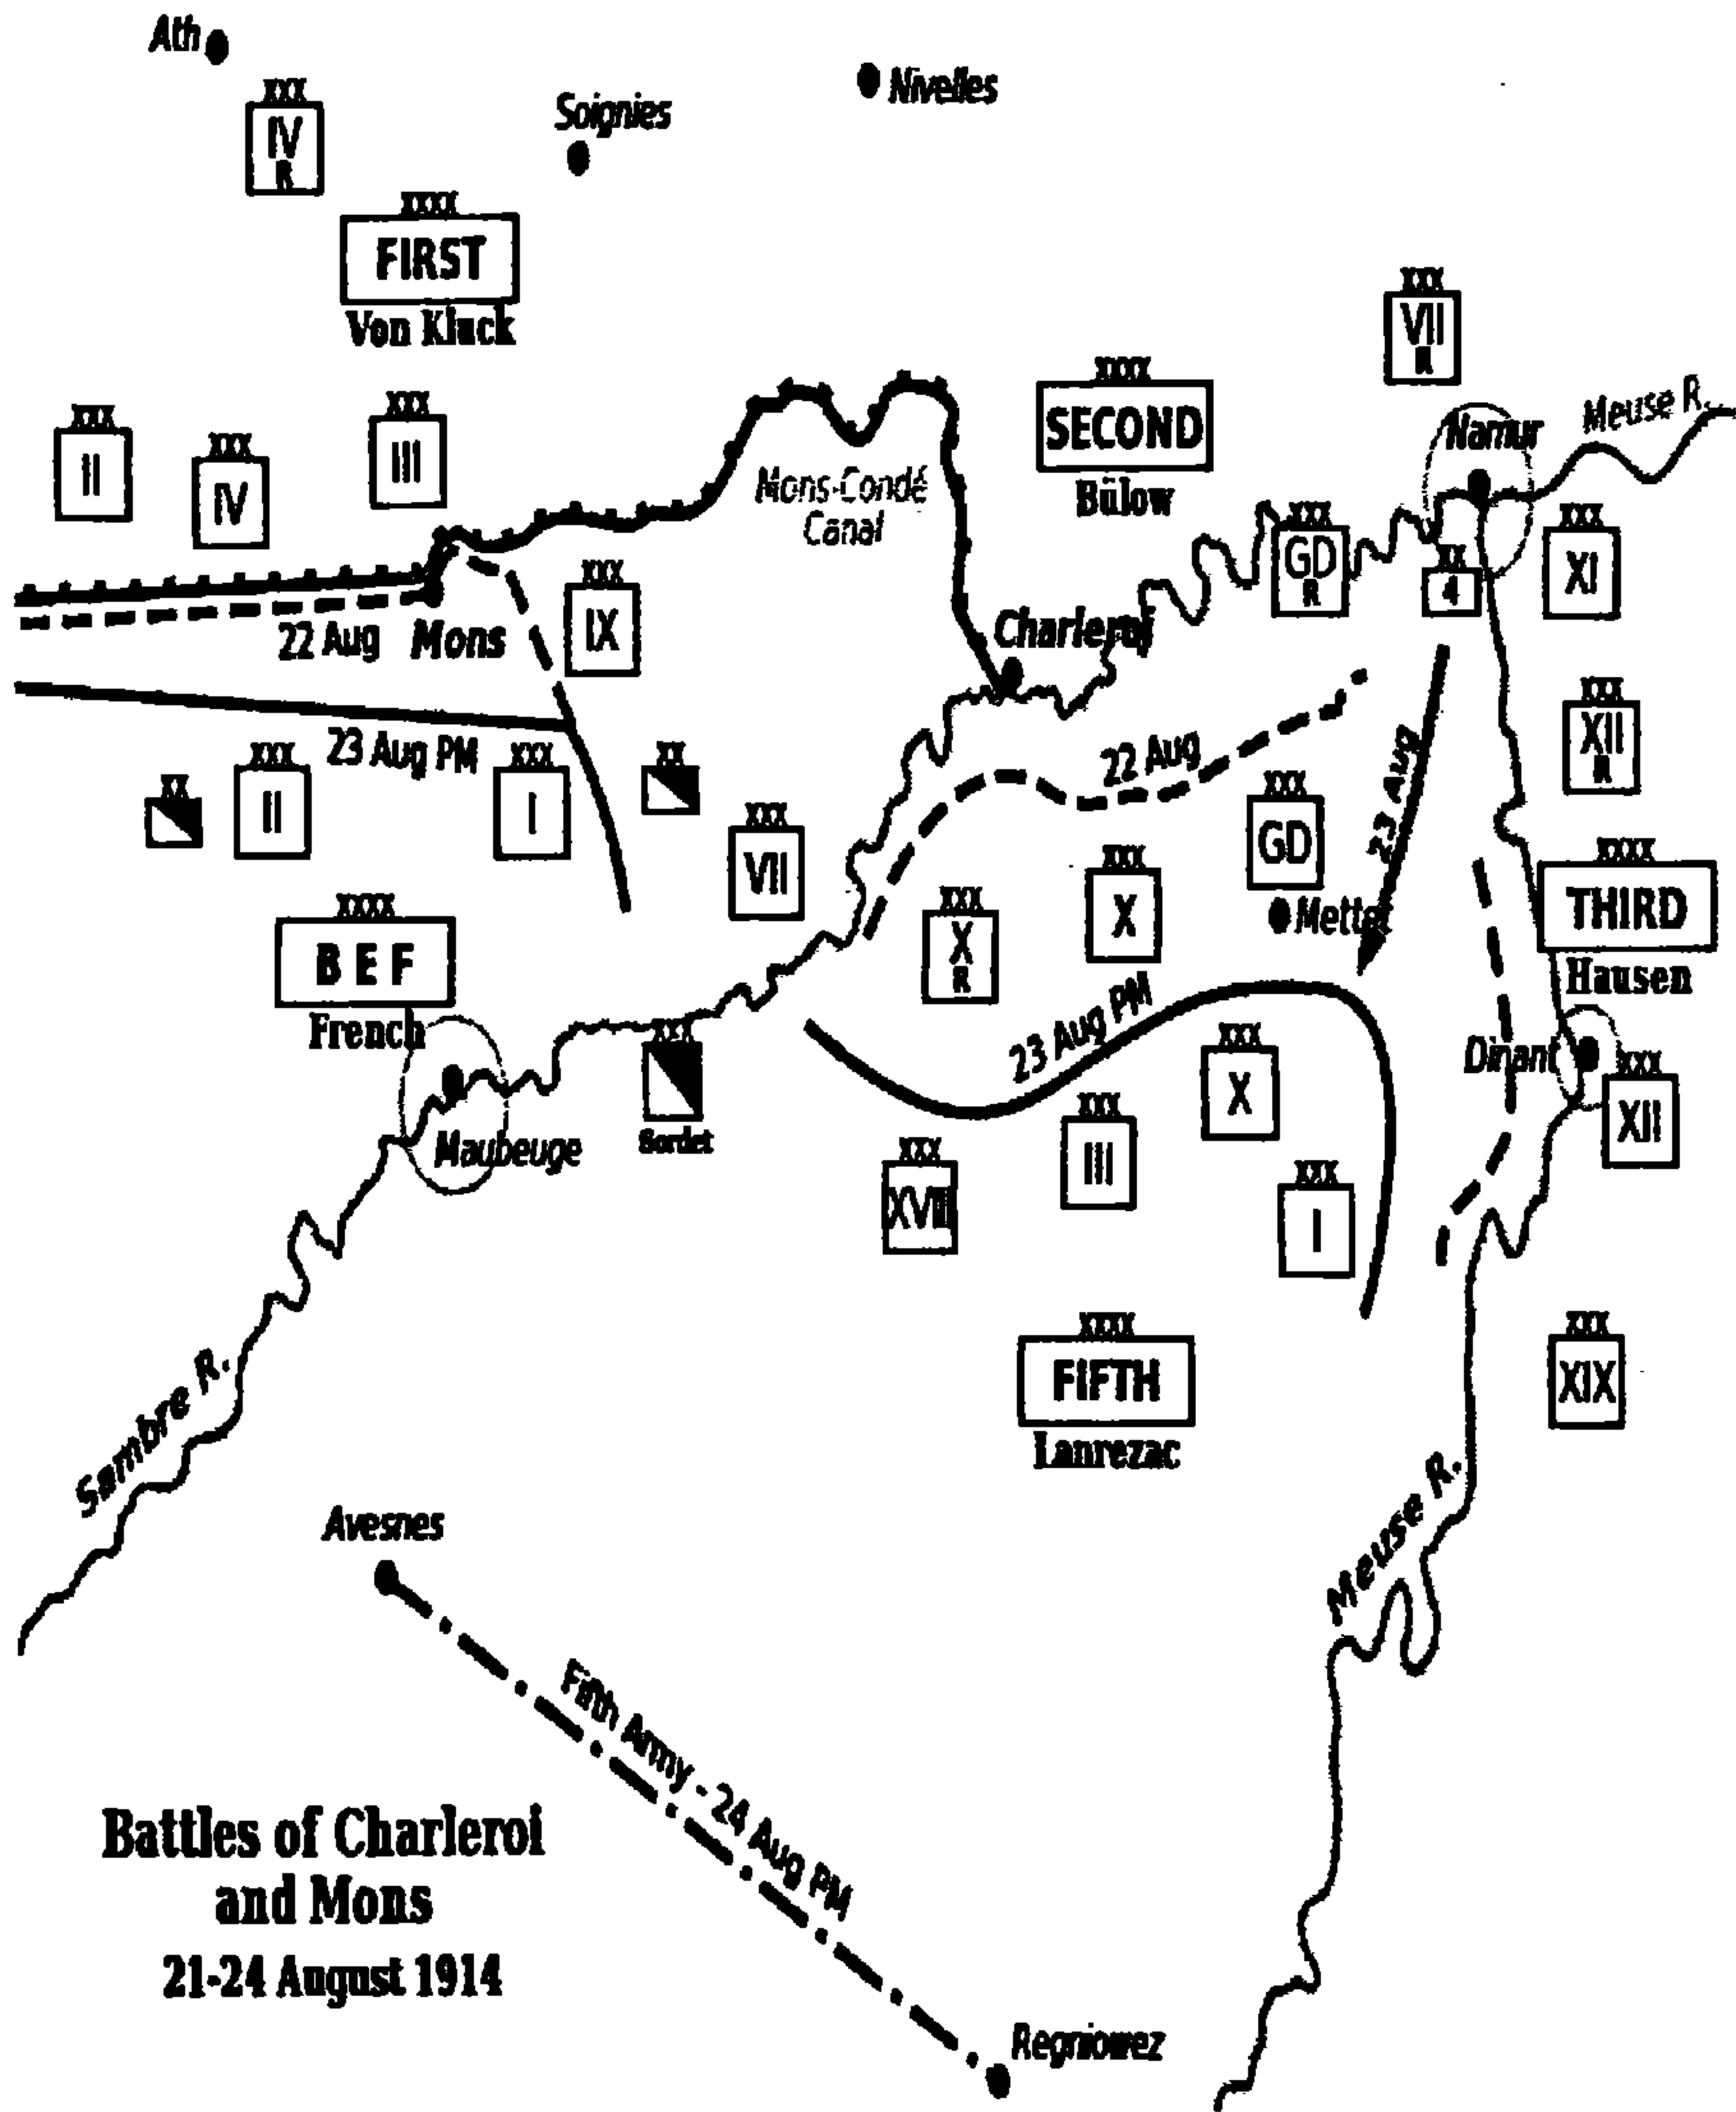 Ath
Nivelles
Soignies
XXX
IV
R
XXXX
FIRST
Von Kluck
XXX
VII
R
XXXX
SECOND
Bülow
Meuse R.
Namur
XXX
II
XXX
IV
XXX
III
Mons-Condé
Canal
XXX
GD
R
XX
4
XXX
XI
XXX
IX
22 Aug
Mons
Charleroi
23 Aug PM
XX
XXX
II
XXX
I
XX
XXX
VII
22 Aug
XXX
GD
23 Aug
XXX
XII
R
XXX
X
R
XXX
X
Mettet
XXXX
THIRD
Hausen
XXXX
BEF
French
23 Aug PM
XXX
X
Dinant
XXX
XII
Maubeuge
XXX
Sordet
XXX
XVIII
XXX
III
XXX
I
XXXX
FIFTH
Lanrezac
XXX
XIX
Sambre R.
Meuse R.
Avesnes
Fifth Army - 24 Aug PM
Battles of Charleroi
and Mons
21-24 August 1914
Regniowez